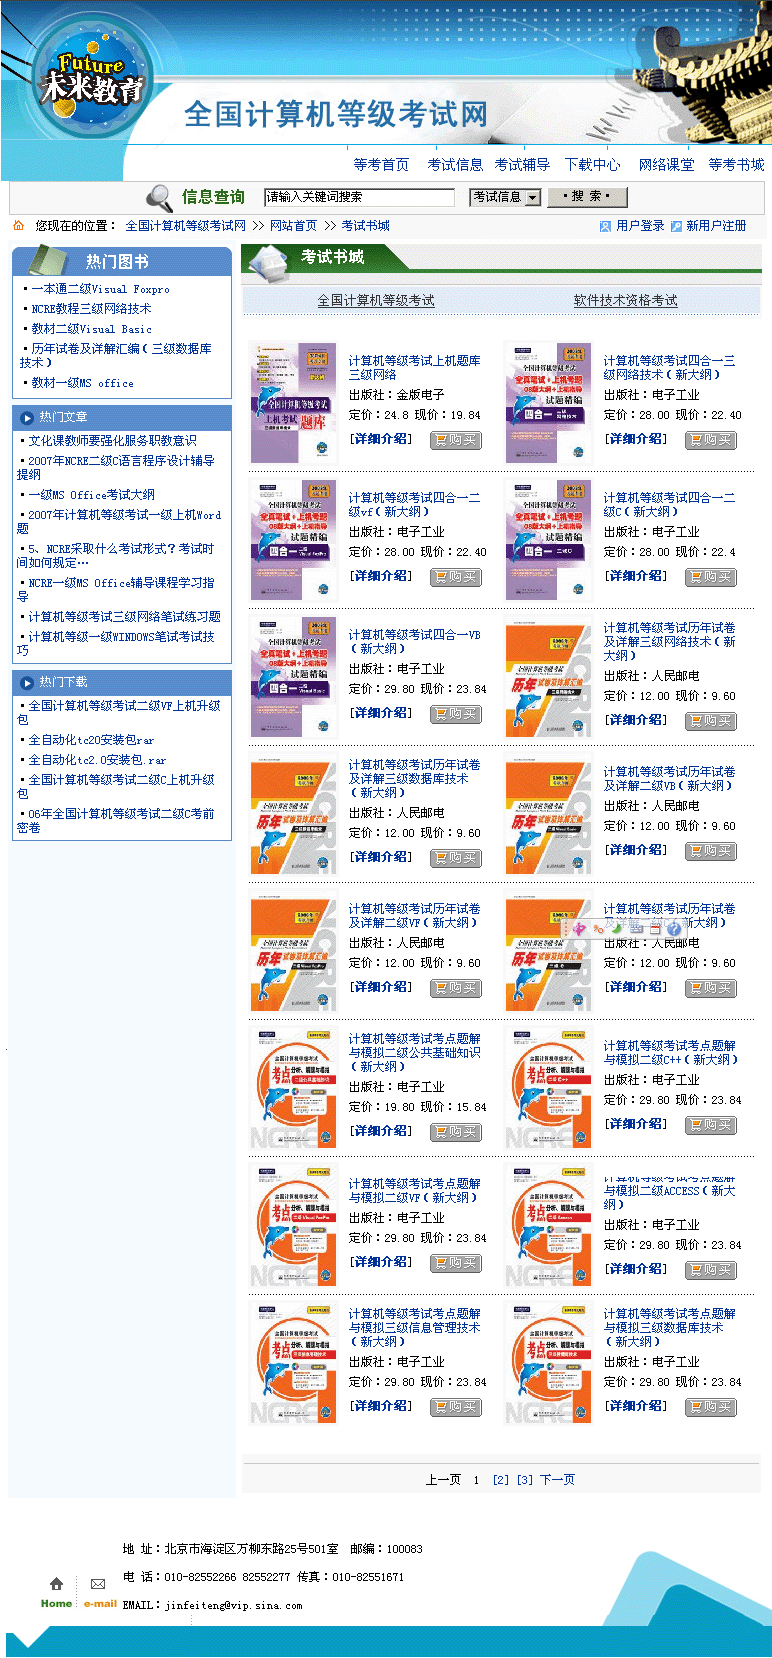 Future
未来教育
全国计算机等级考试网
等考首页 考试信息 考试辅导 下载中心 网络课堂 等考书城
信息查询 请输入关键词搜索 考试信息 ·搜 索·
您现在的位置： 全国计算机等级考试网 >> 网站首页 >> 考试书城
用户登录 新用户注册
热门图书
·一本通二级Visual Foxpro
·NCRE教程三级网络技术
·教材二级Visual Basic
·历年试卷及详解汇编（三级数据库
技术）
·教材一级MS office
热门文章
·文化课教师要强化服务职教意识
·2007年NCRE二级C语言程序设计辅导
提纲
·一级MS Office考试大纲
·2007年计算机等级考试一级上机Word
题
·5、NCRE采取什么考试形式？考试时
间如何规定…
·NCRE一级MS Office辅导课程学习指
导
·计算机等级考试三级网络笔试练习题
·计算机等级一级WINDOWS笔试考试技
巧
热门下载
·全国计算机等级考试二级VF上机升级
包
·全自动化tc20安装包rar
·全自动化tc2.0安装包.rar
·全国计算机等级考试二级C上机升级
包
·06年全国计算机等级考试二级C考前
密卷
考试书城
全国计算机等级考试 软件技术资格考试
计算机等级考试上机题库
三级网络
出版社：金版电子
定价：24.8 现价：19.84
[详细介绍] 购买
计算机等级考试四合一三
级网络技术（新大纲）
出版社：电子工业
定价：28.00 现价：22.40
[详细介绍] 购买
计算机等级考试四合一二
级vf（新大纲）
出版社：电子工业
定价：28.00 现价：22.40
[详细介绍] 购买
计算机等级考试四合一二
级C（新大纲）
出版社：电子工业
定价：28.00 现价：22.4
[详细介绍] 购买
计算机等级考试四合一VB
（新大纲）
出版社：电子工业
定价：29.80 现价：23.84
[详细介绍] 购买
计算机等级考试历年试卷
及详解三级网络技术（新
大纲）
出版社：人民邮电
定价：12.00 现价：9.60
[详细介绍] 购买
计算机等级考试历年试卷
及详解三级数据库技术
（新大纲）
出版社：人民邮电
定价：12.00 现价：9.60
[详细介绍] 购买
计算机等级考试历年试卷
及详解二级VB（新大纲）
出版社：人民邮电
定价：12.00 现价：9.60
[详细介绍] 购买
计算机等级考试历年试卷
及详解二级VF（新大纲）
出版社：人民邮电
定价：12.00 现价：9.60
[详细介绍] 购买
计算机等级考试历年试卷
及详解二级C（新大纲）
出版社：人民邮电
定价：12.00 现价：9.60
[详细介绍] 购买
计算机等级考试考点题解
与模拟二级公共基础知识
（新大纲）
出版社：电子工业
定价：19.80 现价：15.84
[详细介绍] 购买
计算机等级考试考点题解
与模拟二级C++（新大纲）
出版社：电子工业
定价：29.80 现价：23.84
[详细介绍] 购买
计算机等级考试考点题解
与模拟二级VF（新大纲）
出版社：电子工业
定价：29.80 现价：23.84
[详细介绍] 购买
计算机等级考试考点题解
与模拟二级ACCESS（新大
纲）
出版社：电子工业
定价：29.80 现价：23.84
[详细介绍] 购买
计算机等级考试考点题解
与模拟三级信息管理技术
（新大纲）
出版社：电子工业
定价：29.80 现价：23.84
[详细介绍] 购买
计算机等级考试考点题解
与模拟三级数据库技术
（新大纲）
出版社：电子工业
定价：29.80 现价：23.84
[详细介绍] 购买
上一页 1 [2] [3] 下一页
地 址：北京市海淀区万柳东路25号501室 邮编：100083
电 话：010-82552266 82552277 传真：010-82551671
Home e-mail EMAIL：jinfeiteng@vip.sina.com